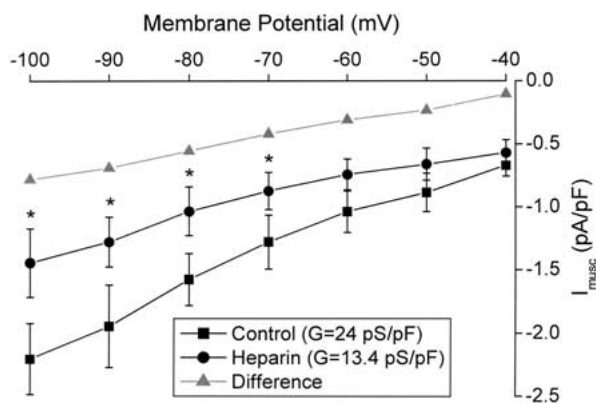 Membrane Potential (mV)
-100 -90 -80 -70 -60 -50 -40
0.0
-0.5
-1.0
-1.5
-2.0
-2.5
I_musc (pA/pF)
*
*
*
*
Control (G=24 pS/pF)
Heparin (G=13.4 pS/pF)
Difference